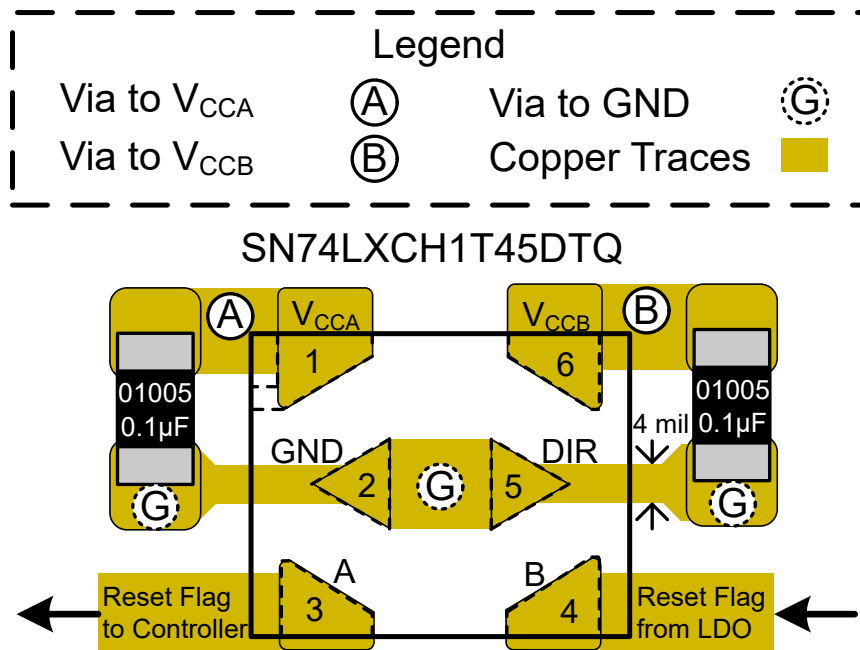 Legend
Via to VCCA A Via to GND G
Via to VCCB B Copper Traces
SN74LXCH1T45DTQ
A VCCA VCCB B
1 6
01005 01005
0.1µF 0.1µF
4 mil
GND DIR
G 2 G 5 G
A B
3 4
Reset Flag
to Controller
Reset Flag
from LDO